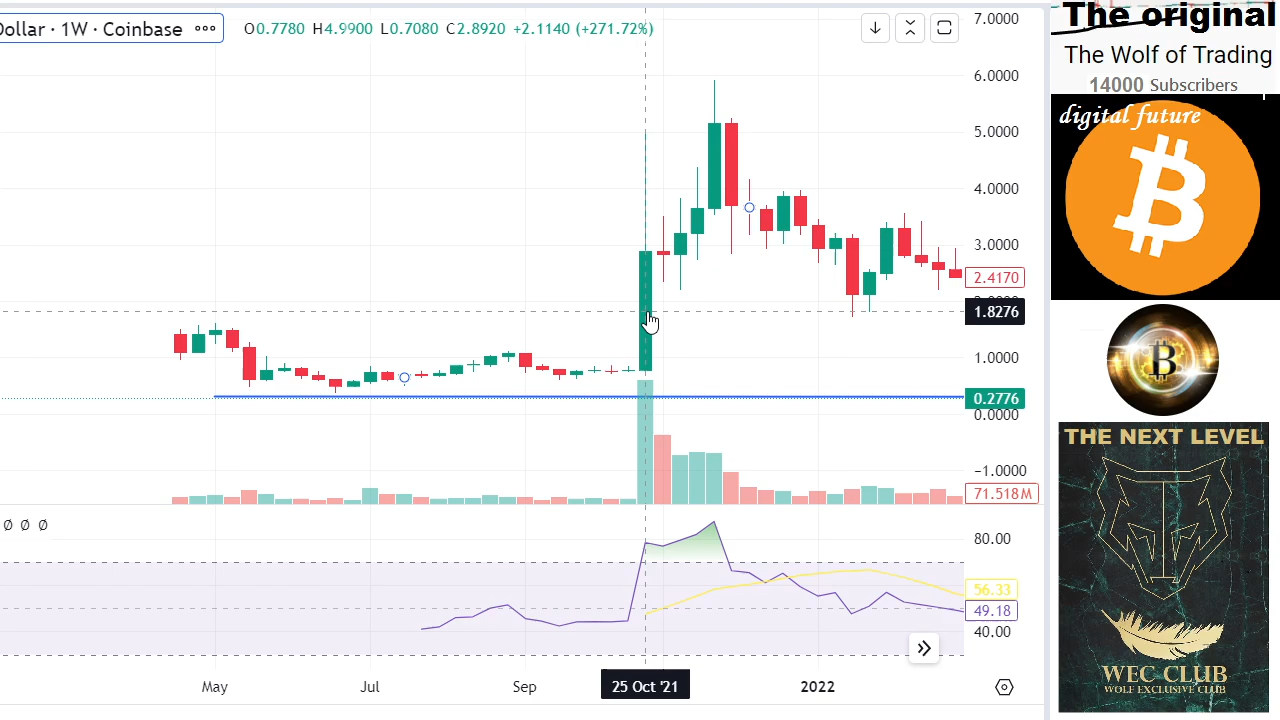 Dollar · 1W · Coinbase
O0.7780 H4.9900 L0.7080 C2.8920 +2.1140 (+271.72%)
7.0000
6.0000
5.0000
4.0000
3.0000
2.4170
1.8276
1.0000
0.2776
0.0000
−1.0000
71.518M
Ø Ø Ø
80.00
56.33
49.18
40.00
May
Jul
Sep
25 Oct '21
2022
The original
The Wolf of Trading
14000 Subscribers
digital future
THE NEXT LEVEL
WEC CLUB
WOLF EXCLUSIVE CLUB